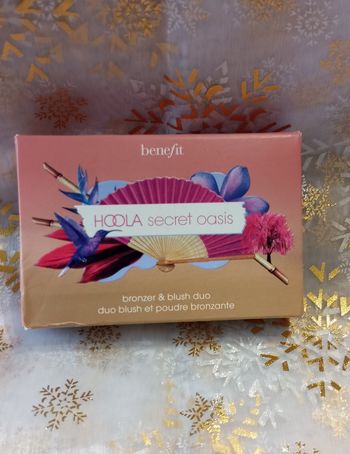 benefit
HOOLA secret oasis
bronzer & blush duo
duo blush et poudre bronzante